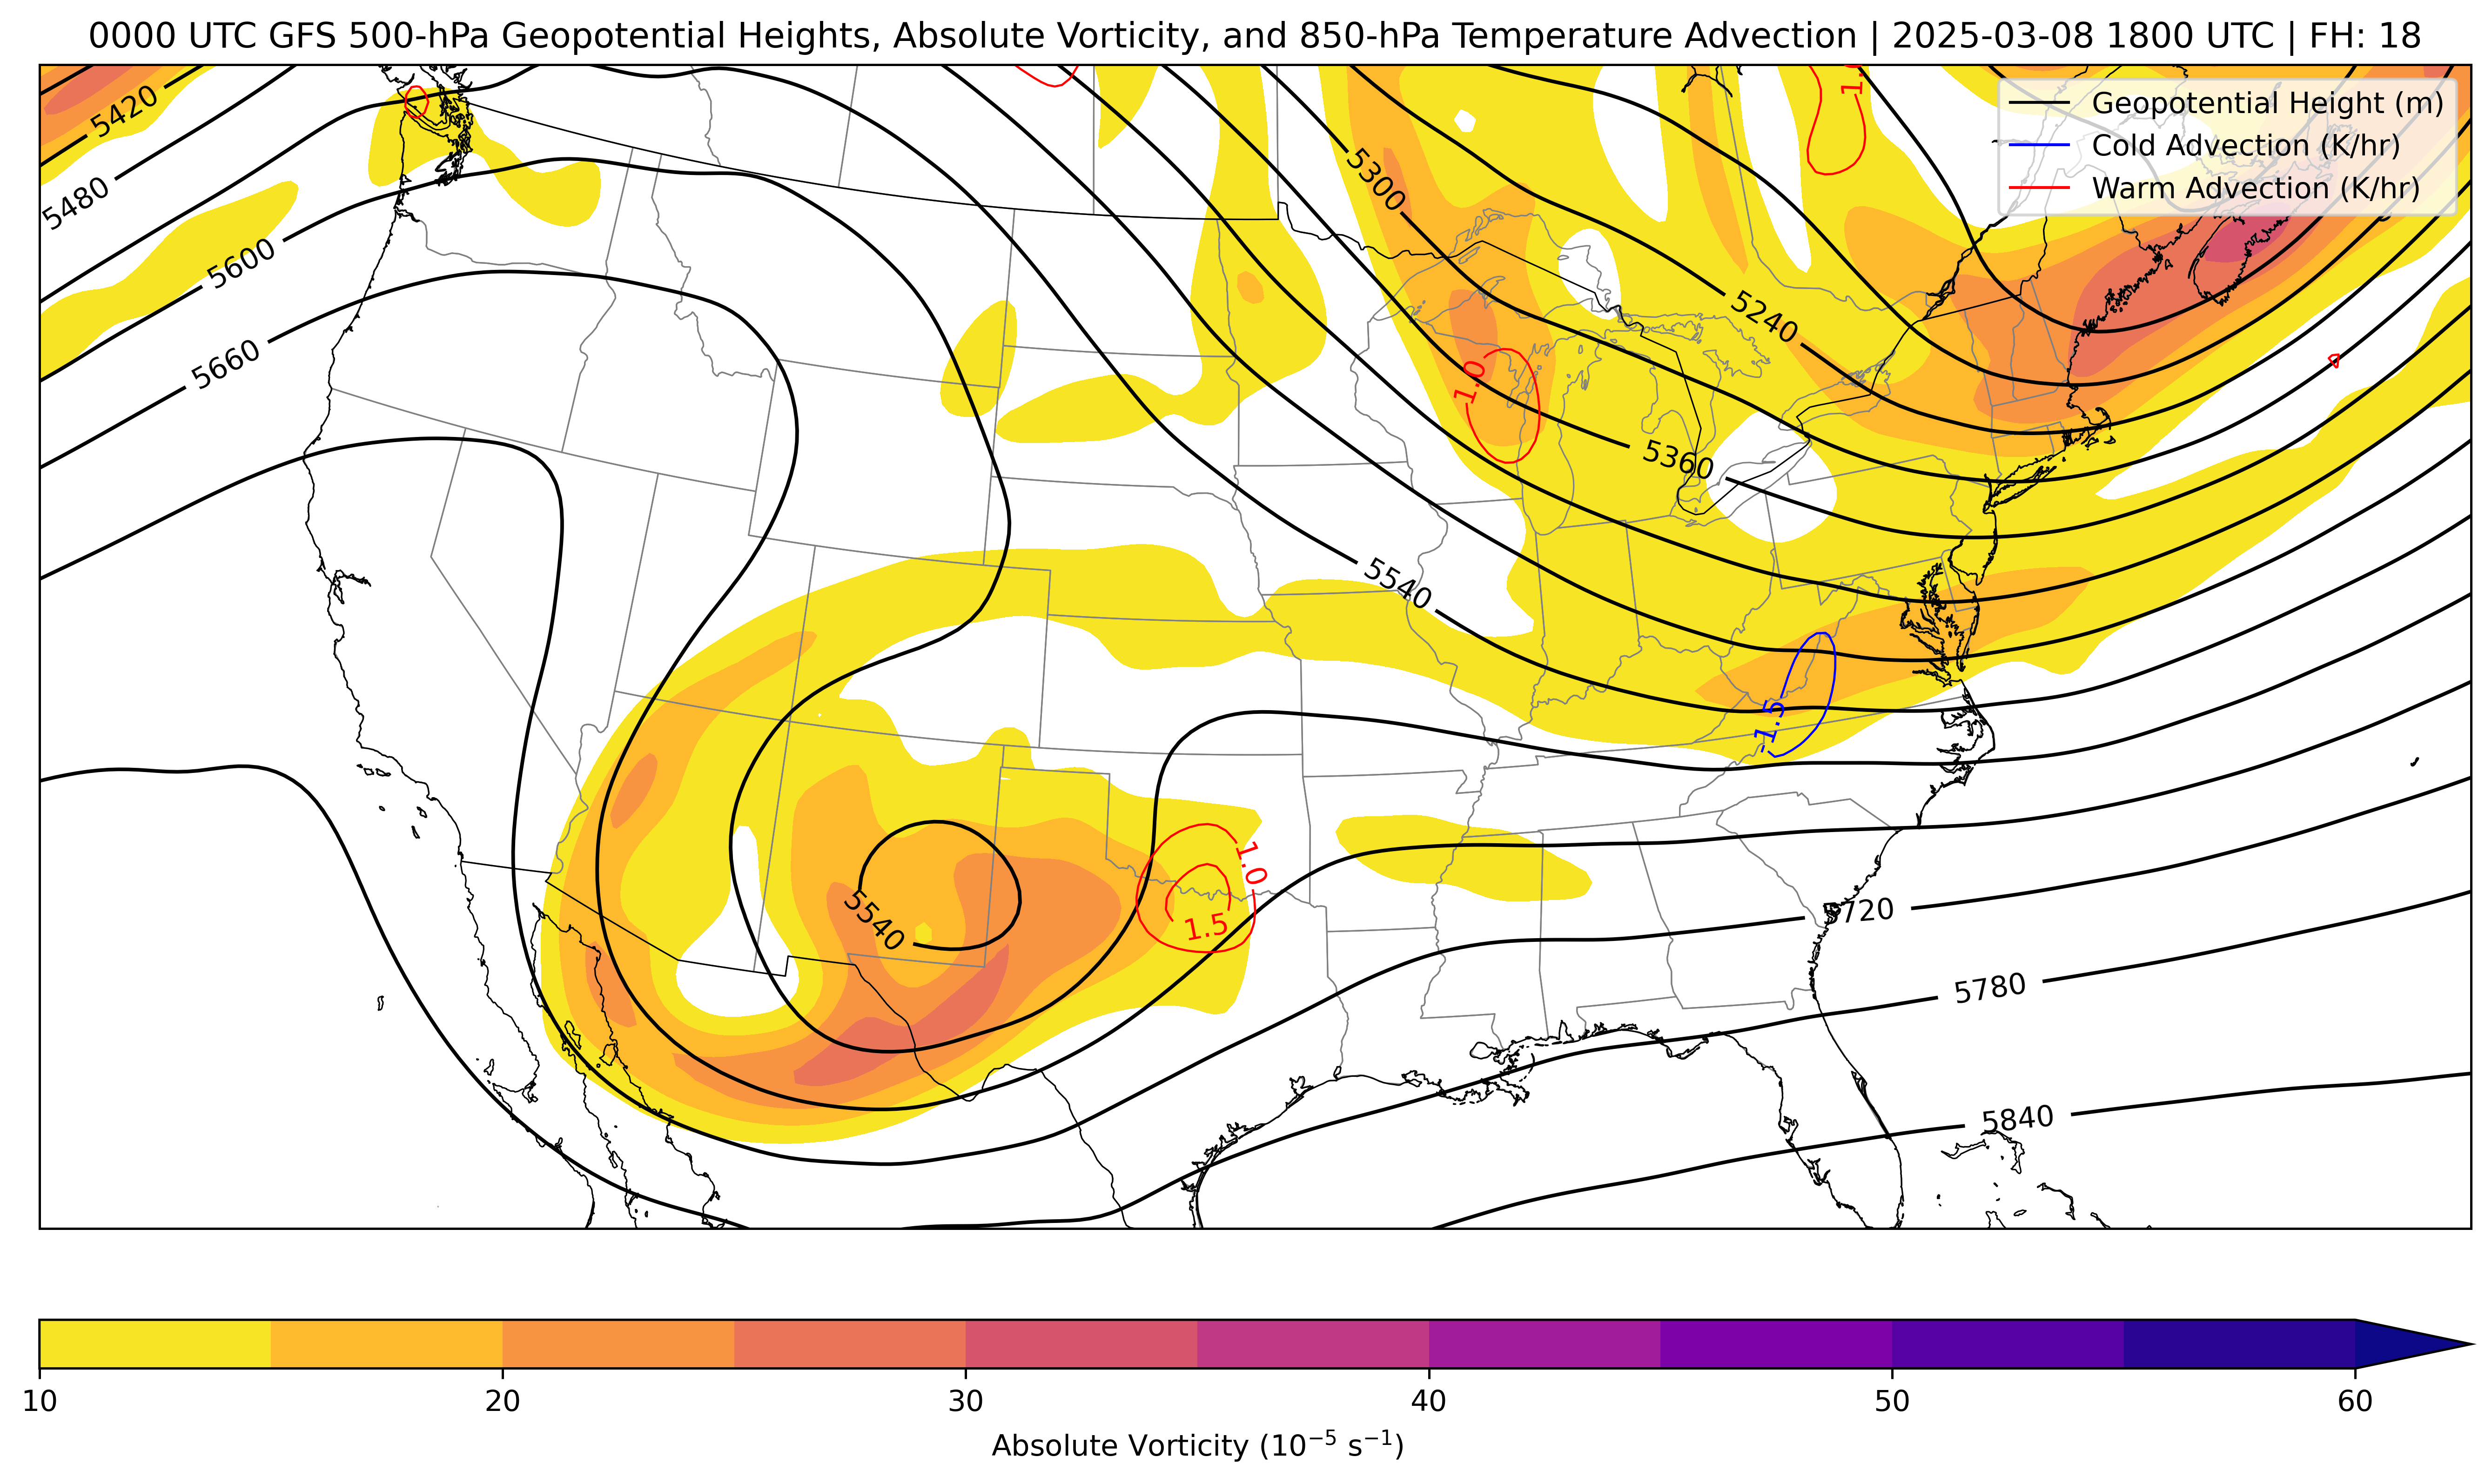 0000 UTC GFS 500-hPa Geopotential Heights, Absolute Vorticity, and 850-hPa Temperature Advection | 2025-03-08 1800 UTC | FH: 18
Geopotential Height (m)
Cold Advection (K/hr)
Warm Advection (K/hr)
5420
5480
5600
5660
5300
5240
5360
5540
1.0
-1.5
1.0
1.5
5540
5720
5780
5840
10 20 30 40 50 60
Absolute Vorticity (10⁻⁵ s⁻¹)